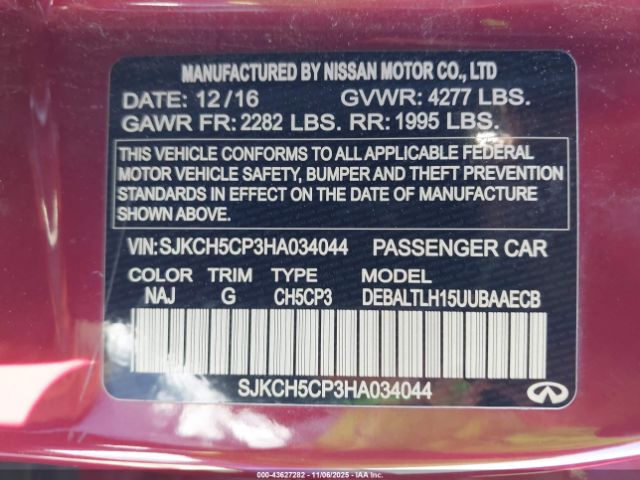 MANUFACTURED BY NISSAN MOTOR CO., LTD
DATE: 12/16 GVWR: 4277 LBS.
GAWR FR: 2282 LBS. RR: 1995 LBS.
THIS VEHICLE CONFORMS TO ALL APPLICABLE FEDERAL
MOTOR VEHICLE SAFETY, BUMPER AND THEFT PREVENTION
STANDARDS IN EFFECT ON THE DATE OF MANUFACTURE
SHOWN ABOVE.
VIN: SJKCH5CP3HA034044 PASSENGER CAR
COLOR TRIM TYPE MODEL
NAJ G CH5CP3 DEBALTLH15UUBAAECB
SJKCH5CP3HA034044
INFINITI
IAA -- 43627282 -- 11/06/2025 -- IAA Inc.